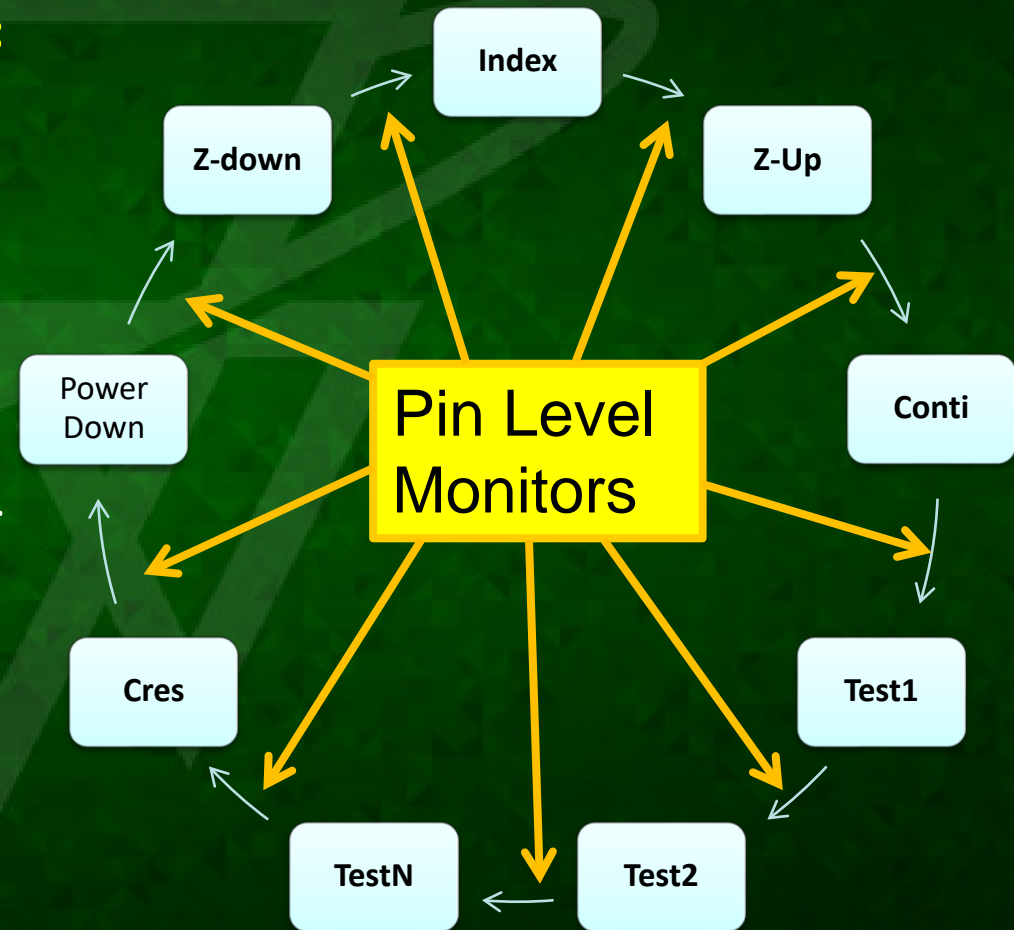 Index
Z-Up
Conti
Test1
Test2
TestN
Cres
Power
Down
Z-down
Pin Level
Monitors